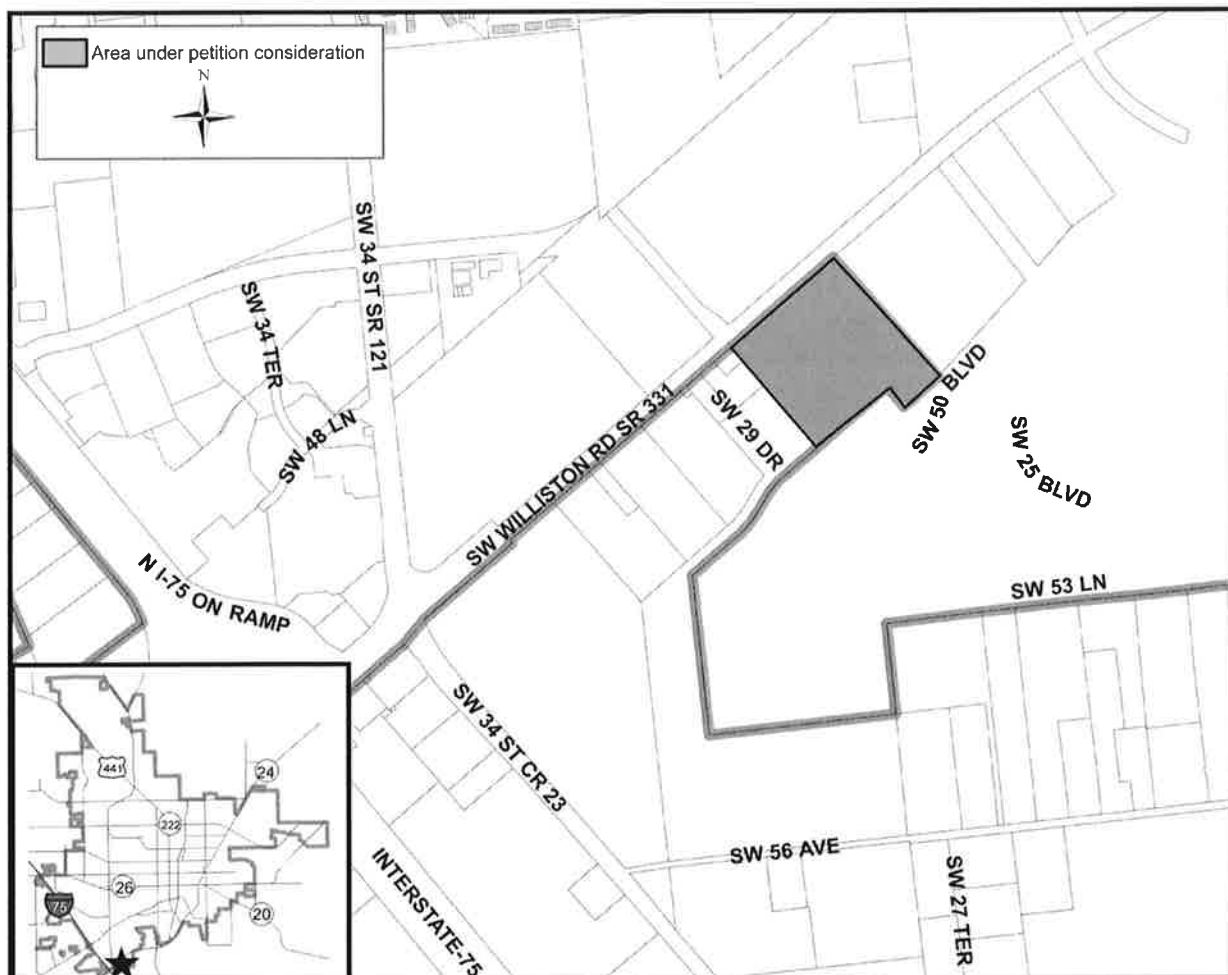 Area under petition consideration
N
SW 34 ST SR 121
SW 34 TER
SW 48 LN
SW WILLISTON RD SR 331
SW 29 DR
SW 50 BLVD
SW 25 BLVD
N I-75 ON RAMP
SW 53 LN
SW 34 ST CR 23
SW 56 AVE
SW 27 TER
INTERSTATE-75
441
24
222
26
75
20